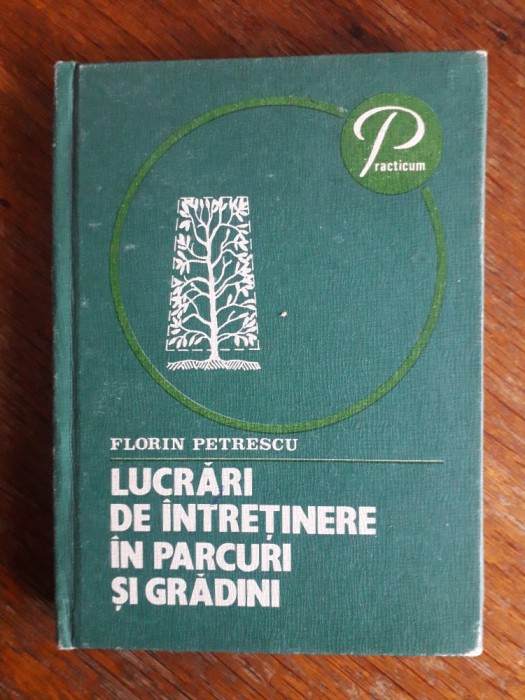 Practicum
FLORIN PETRESCU
LUCRĂRI
DE ÎNTREȚINERE
ÎN PARCURI
ȘI GRĂDINI